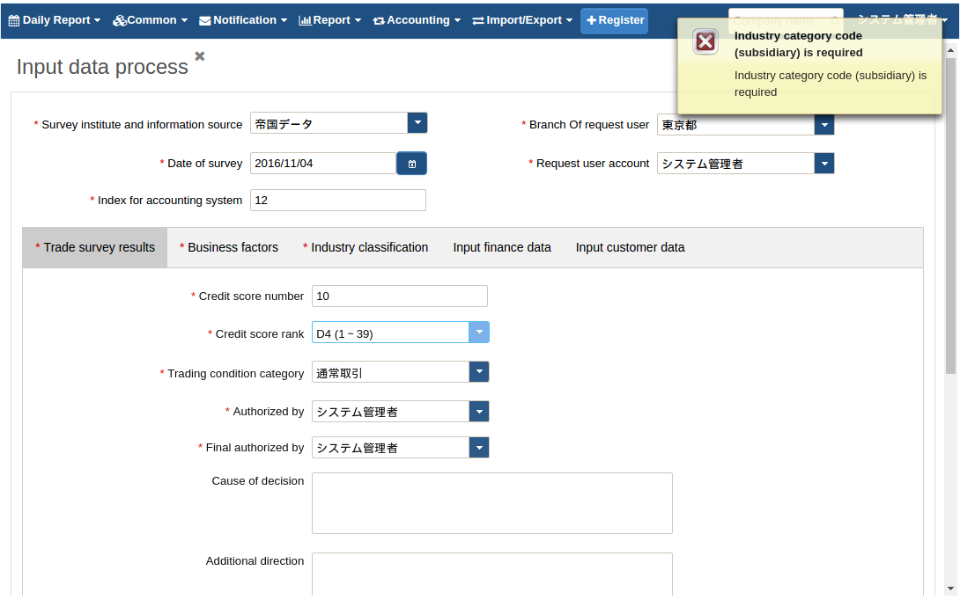 Daily Report Common Notification Report Accounting Import/Export Register システム管理者
Industry category code
(subsidiary) is required
Industry category code (subsidiary) is
required
Input data process
* Survey institute and information source 帝国データ
* Branch Of request user 東京都
* Date of survey 2016/11/04
* Request user account システム管理者
* Index for accounting system 12
* Trade survey results * Business factors * Industry classification Input finance data Input customer data
* Credit score number 10
* Credit score rank D4 (1 ~ 39)
* Trading condition category 通常取引
* Authorized by システム管理者
* Final authorized by システム管理者
Cause of decision
Additional direction